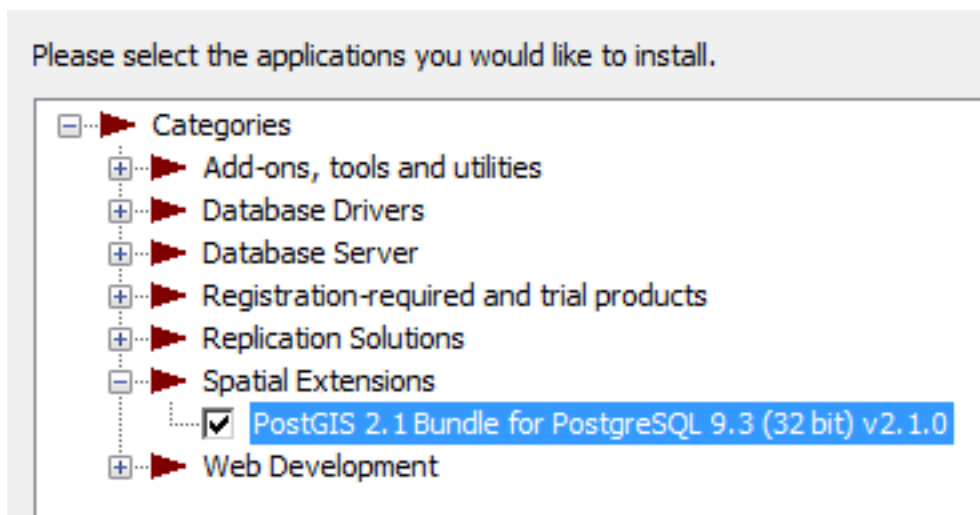 Please select the applications you would like to install.
Categories
Add-ons, tools and utilities
Database Drivers
Database Server
Registration-required and trial products
Replication Solutions
Spatial Extensions
PostGIS 2.1 Bundle for PostgreSQL 9.3 (32 bit) v2.1.0
Web Development